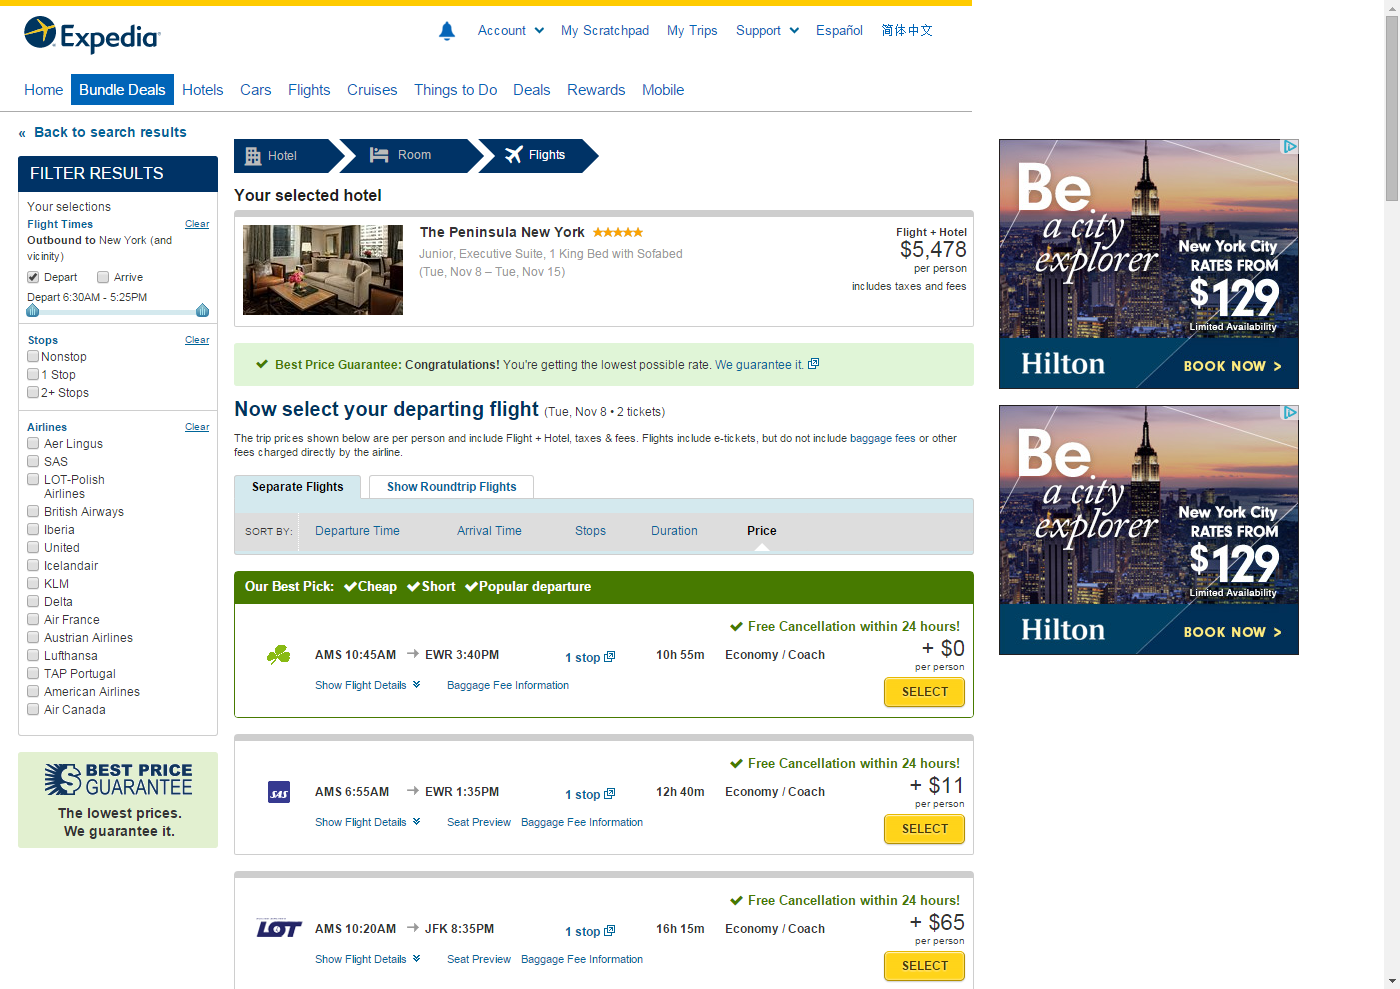 Expedia
Account
My Scratchpad
My Trips
Support
Español
简体中文
Home
Bundle Deals
Hotels
Cars
Flights
Cruises
Things to Do
Deals
Rewards
Mobile
« Back to search results
FILTER RESULTS
Your selections
Flight Times Clear
Outbound to New York (and
vicinity)
Depart Arrive
Depart 6:30AM - 5:25PM
Stops Clear
Nonstop
1 Stop
2+ Stops
Airlines Clear
Aer Lingus
SAS
LOT-Polish
Airlines
British Airways
Iberia
United
Icelandair
KLM
Delta
Air France
Austrian Airlines
Lufthansa
TAP Portugal
American Airlines
Air Canada
BEST PRICE
GUARANTEE
The lowest prices.
We guarantee it.
Hotel
Room
Flights
Your selected hotel
The Peninsula New York
Junior, Executive Suite, 1 King Bed with Sofabed
(Tue, Nov 8 – Tue, Nov 15)
Flight + Hotel
$5,478
per person
includes taxes and fees
Best Price Guarantee: Congratulations! You're getting the lowest possible rate. We guarantee it.
Now select your departing flight (Tue, Nov 8 • 2 tickets)
The trip prices shown below are per person and include Flight + Hotel, taxes & fees. Flights include e-tickets, but do not include baggage fees or other
fees charged directly by the airline.
Separate Flights
Show Roundtrip Flights
SORT BY: Departure Time Arrival Time Stops Duration Price
Our Best Pick: Cheap Short Popular departure
Free Cancellation within 24 hours!
AMS 10:45AM EWR 3:40PM 1 stop 10h 55m Economy / Coach + $0
per person
Show Flight Details Baggage Fee Information
SELECT
Free Cancellation within 24 hours!
SAS AMS 6:55AM EWR 1:35PM 1 stop 12h 40m Economy / Coach + $11
per person
Show Flight Details Seat Preview Baggage Fee Information
SELECT
Free Cancellation within 24 hours!
LOT AMS 10:20AM JFK 8:35PM 1 stop 16h 15m Economy / Coach + $65
per person
Show Flight Details Seat Preview Baggage Fee Information
SELECT
Be
a city
explorer
New York City
RATES FROM
$129
Limited Availability
Hilton
BOOK NOW >
Be
a city
explorer
New York City
RATES FROM
$129
Limited Availability
Hilton
BOOK NOW >